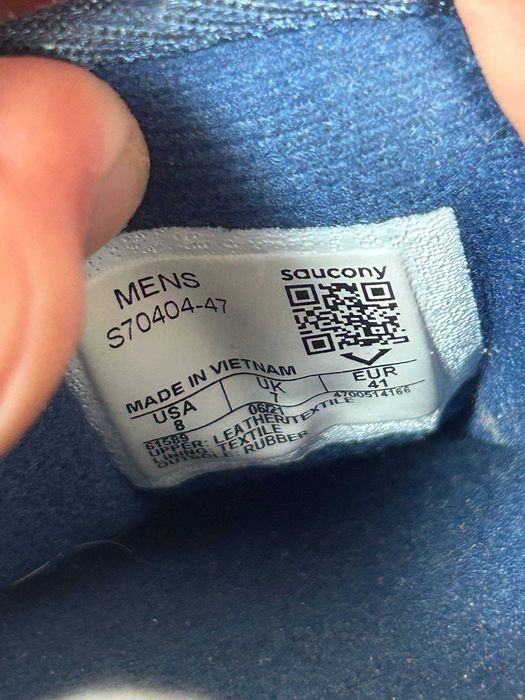 MENS
S70404-47
saucony
MADE IN VIETNAM
USA UK EUR
8 7 41
61589 06/21 4700514166
UPPER: LEATHER/TEXTILE
LINING: TEXTILE
OUTSOLE: RUBBER